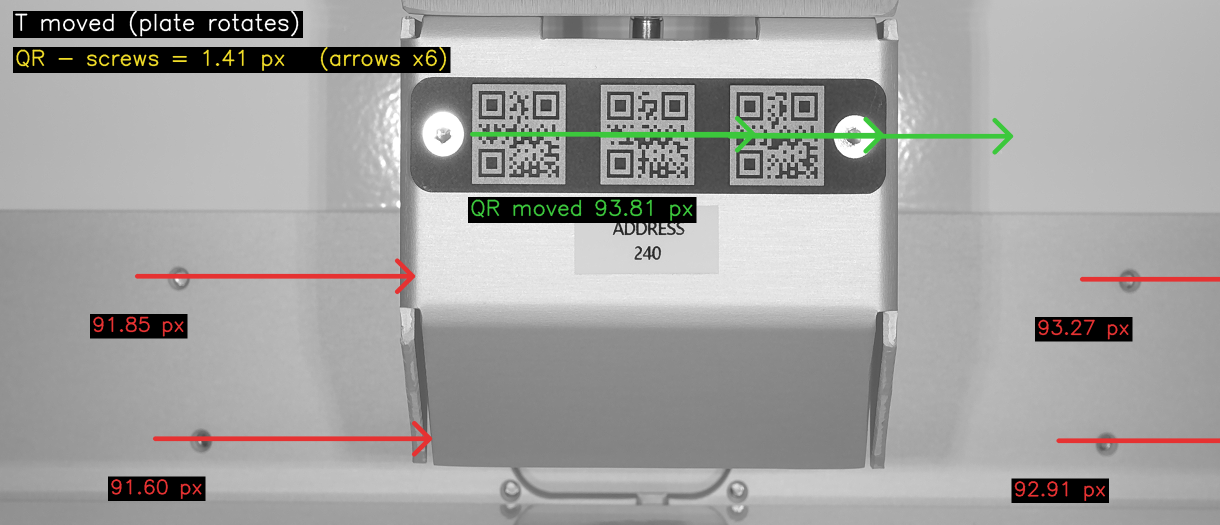 T moved (plate rotates)
QR − screws = 1.41 px (arrows x6)
QR moved 93.81 px
ADDRESS
240
91.85 px
93.27 px
91.60 px
92.91 px